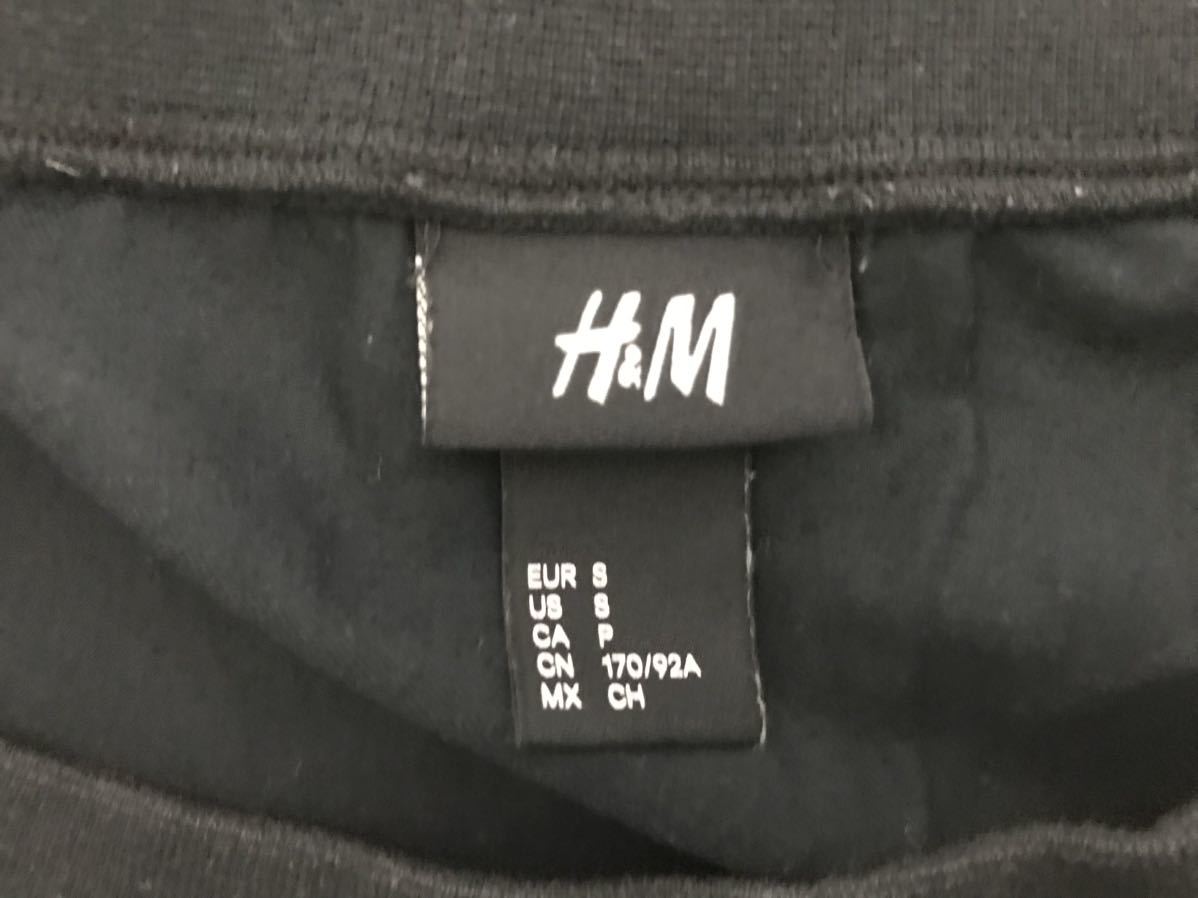 H&M
EUR S
US S
CA P
CN 170/92A
MX CH